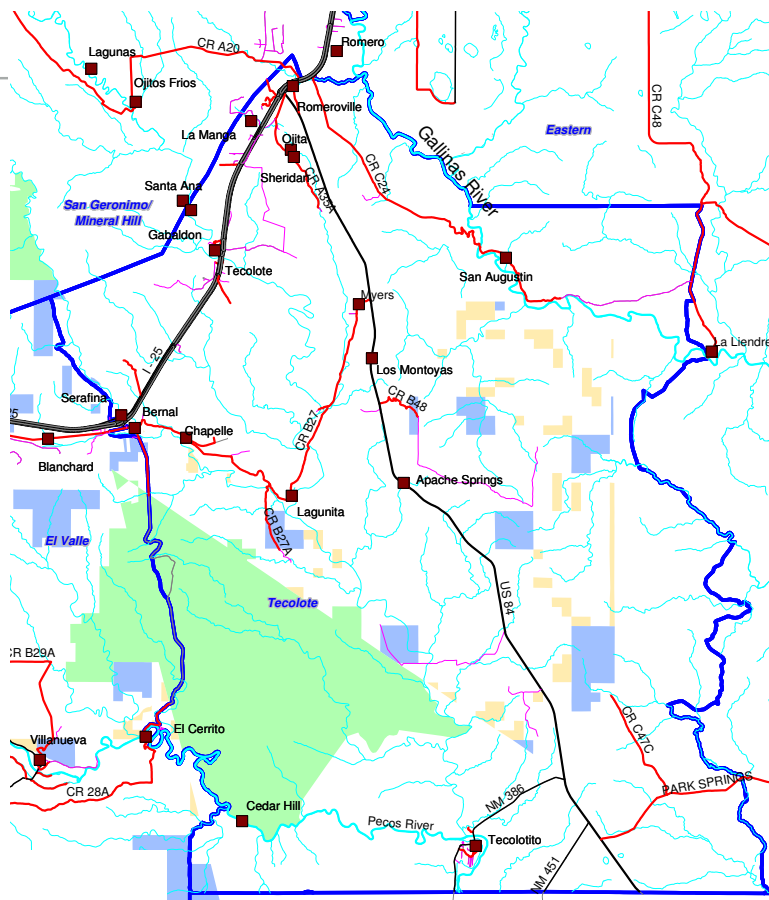 Romero
CR A20
Lagunas
Ojitos Frios
CR C48
Romeroville
La Manga
Ojita
Eastern
Gallinas River
Sheridan
CR A35A
CR C24
Santa Ana
San Geronimo/
Mineral Hill
Gabaldon
Tecolote
San Augustin
Myers
La Liendre
I - 25
Los Montoyas
CR B48
Serafina
Bernal
Chapelle
CR B27
Blanchard
Apache Springs
Lagunita
CR B27A
El Valle
US 84
Tecolote
CR B29A
CR C47C
El Cerrito
Villanueva
PARK SPRINGS
CR 28A
NM 386
Cedar Hill
Pecos River
Tecolotito
NM 451